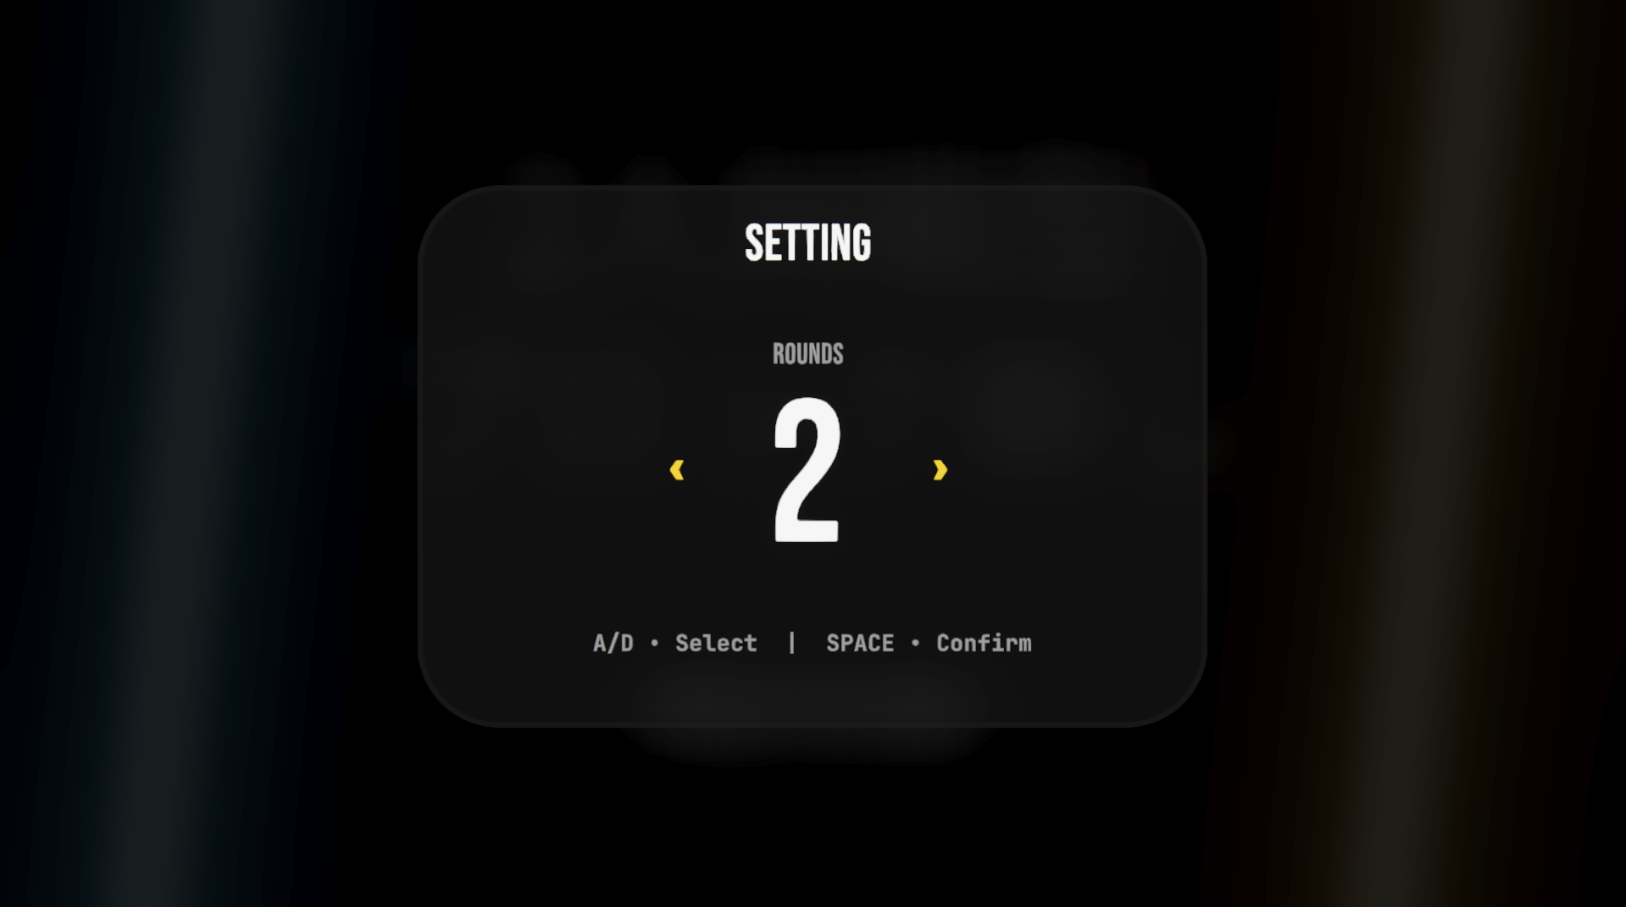 SETTING
ROUNDS
‹ 2 ›
A/D • Select | SPACE • Confirm